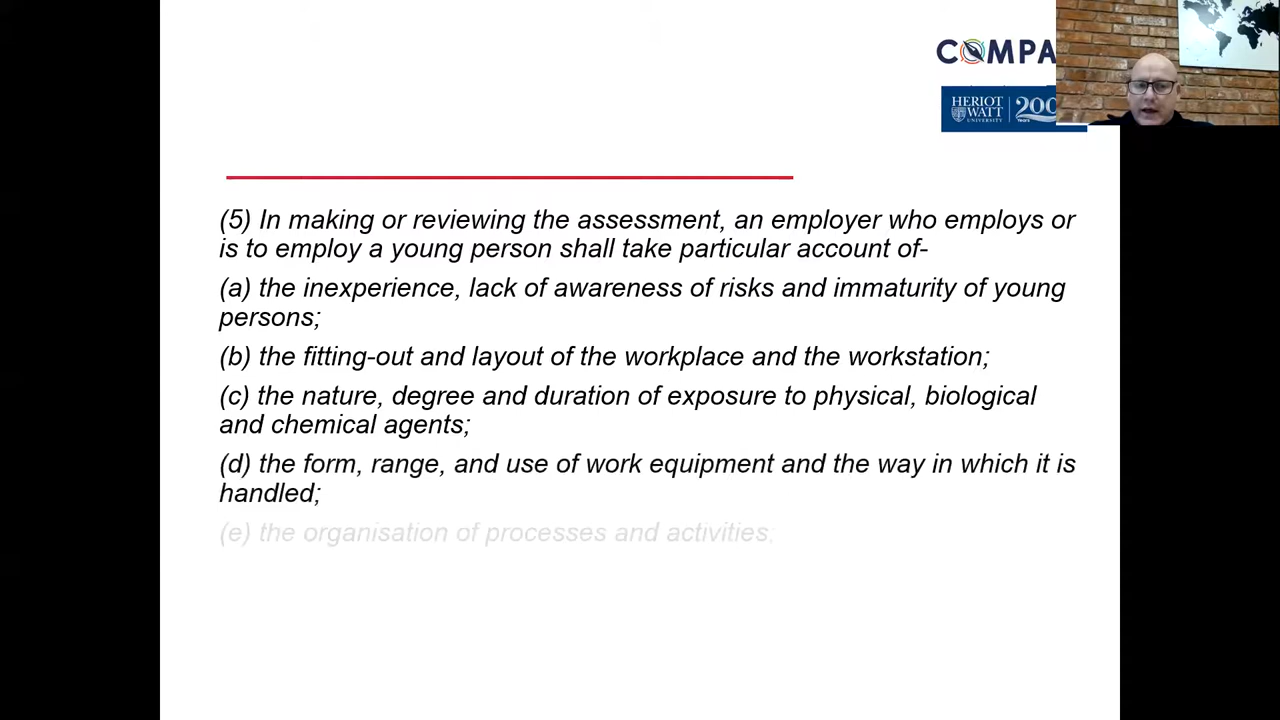 COMPA
HERIOT
WATT
UNIVERSITY
200
Years
(5) In making or reviewing the assessment, an employer who employs or
is to employ a young person shall take particular account of-
(a) the inexperience, lack of awareness of risks and immaturity of young
persons;
(b) the fitting-out and layout of the workplace and the workstation;
(c) the nature, degree and duration of exposure to physical, biological
and chemical agents;
(d) the form, range, and use of work equipment and the way in which it is
handled;
(e) the organisation of processes and activities;